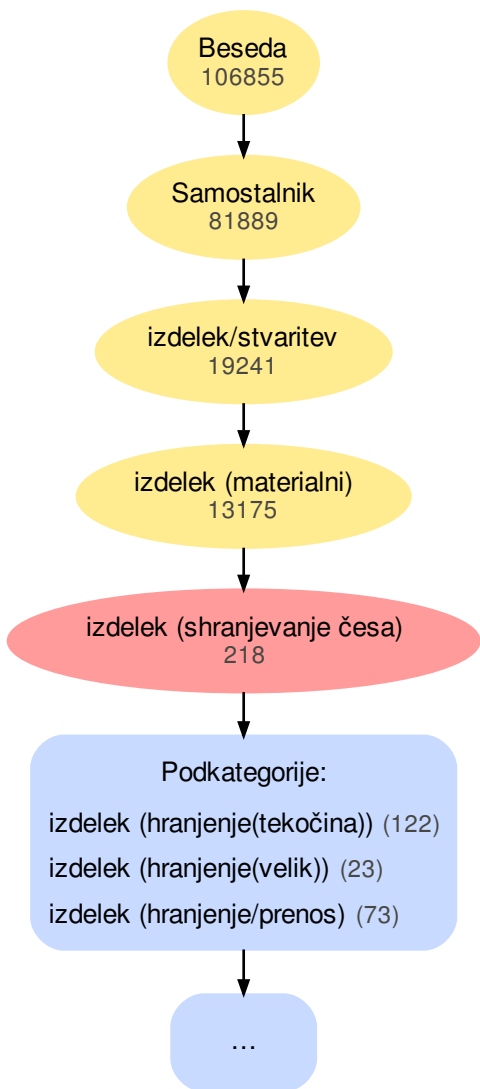 Beseda
106855
Samostalnik
81889
izdelek/stvaritev
19241
izdelek (materialni)
13175
izdelek (shranjevanje česa)
218
Podkategorije:
izdelek (hranjenje(tekočina)) (122)
izdelek (hranjenje(velik)) (23)
izdelek (hranjenje/prenos) (73)
...